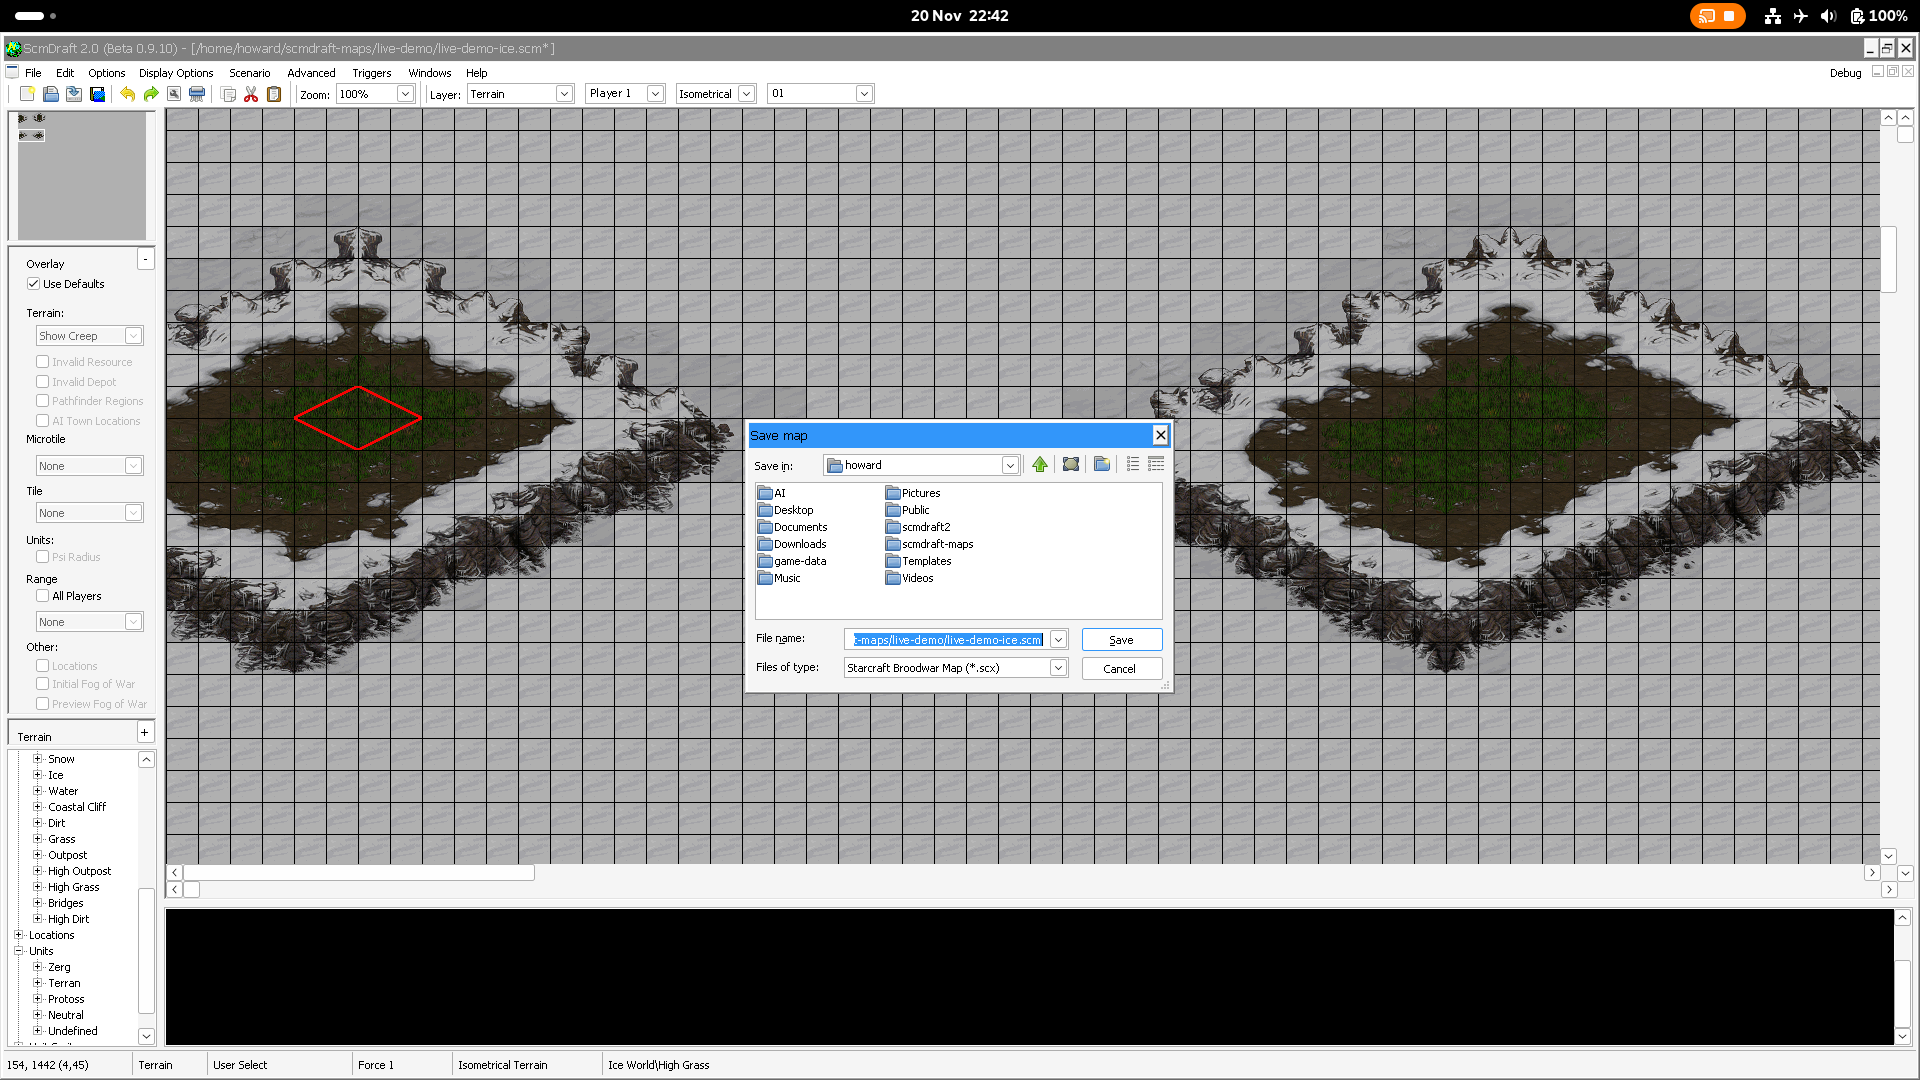 20 Nov 22:42
100%
ScmDraft 2.0 (Beta 0.9.10) - [/home/howard/scmdraft-maps/live-demo/live-demo-ice.scm*]
File Edit Options Display Options Scenario Advanced Triggers Windows Help Debug
Zoom: 100% Layer: Terrain Player 1 Isometrical 01
Overlay
-
Use Defaults
Terrain:
Show Creep
Invalid Resource
Invalid Depot
Pathfinder Regions
AI Town Locations
Microtile
None
Tile
None
Units:
Psi Radius
Range
All Players
None
Other:
Locations
Initial Fog of War
Preview Fog of War
Terrain
+
Snow
Ice
Water
Coastal Cliff
Dirt
Grass
Outpost
High Outpost
High Grass
Bridges
High Dirt
Locations
Units
Zerg
Terran
Protoss
Neutral
Undefined
Save map
Save in: howard
AI Pictures
Desktop Public
Documents scmdraft2
Downloads scmdraft-maps
game-data Templates
Music Videos
File name: t-maps/live-demo/live-demo-ice.scm Save
Files of type: Starcraft Broodwar Map (*.scx) Cancel
154, 1442 (4,45) Terrain User Select Force 1 Isometrical Terrain Ice World\High Grass